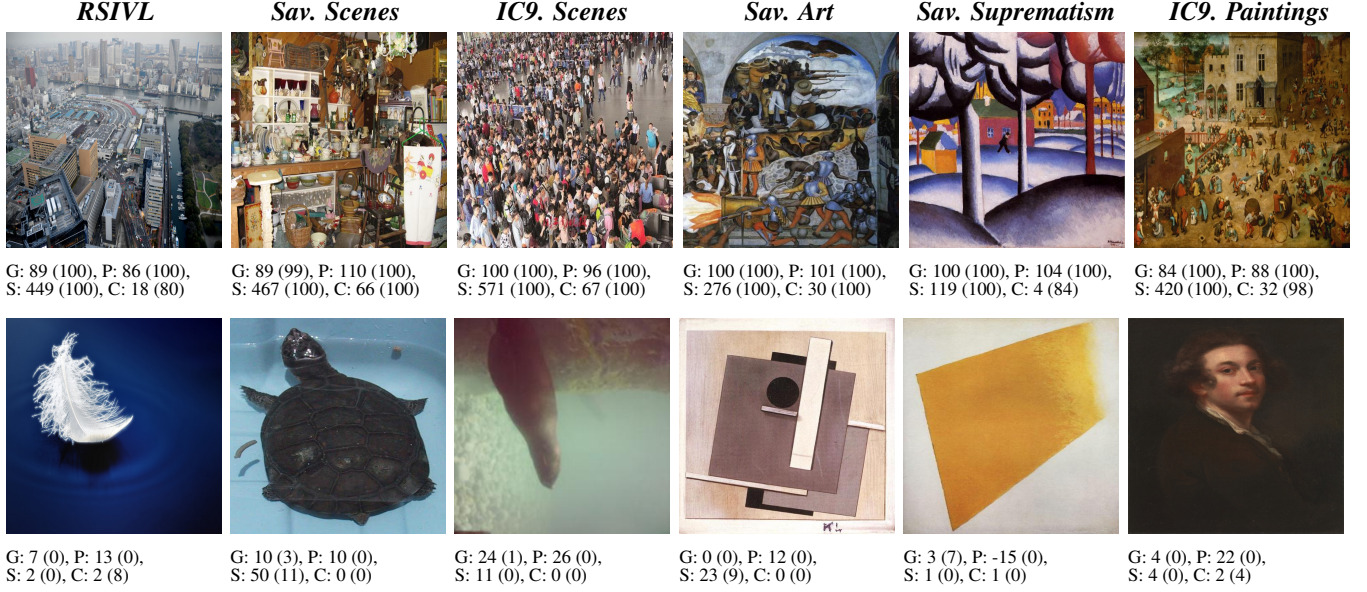 RSIVL Sav. Scenes IC9. Scenes Sav. Art Sav. Suprematism IC9. Paintings
G: 89 (100), P: 86 (100),
S: 449 (100), C: 18 (80)
G: 89 (99), P: 110 (100),
S: 467 (100), C: 66 (100)
G: 100 (100), P: 96 (100),
S: 571 (100), C: 67 (100)
G: 100 (100), P: 101 (100),
S: 276 (100), C: 30 (100)
G: 100 (100), P: 104 (100),
S: 119 (100), C: 4 (84)
G: 84 (100), P: 88 (100),
S: 420 (100), C: 32 (98)
G: 7 (0), P: 13 (0),
S: 2 (0), C: 2 (8)
G: 10 (3), P: 10 (0),
S: 50 (11), C: 0 (0)
G: 24 (1), P: 26 (0),
S: 11 (0), C: 0 (0)
G: 0 (0), P: 12 (0),
S: 23 (9), C: 0 (0)
G: 3 (7), P: -15 (0),
S: 1 (0), C: 1 (0)
G: 4 (0), P: 22 (0),
S: 4 (0), C: 2 (4)